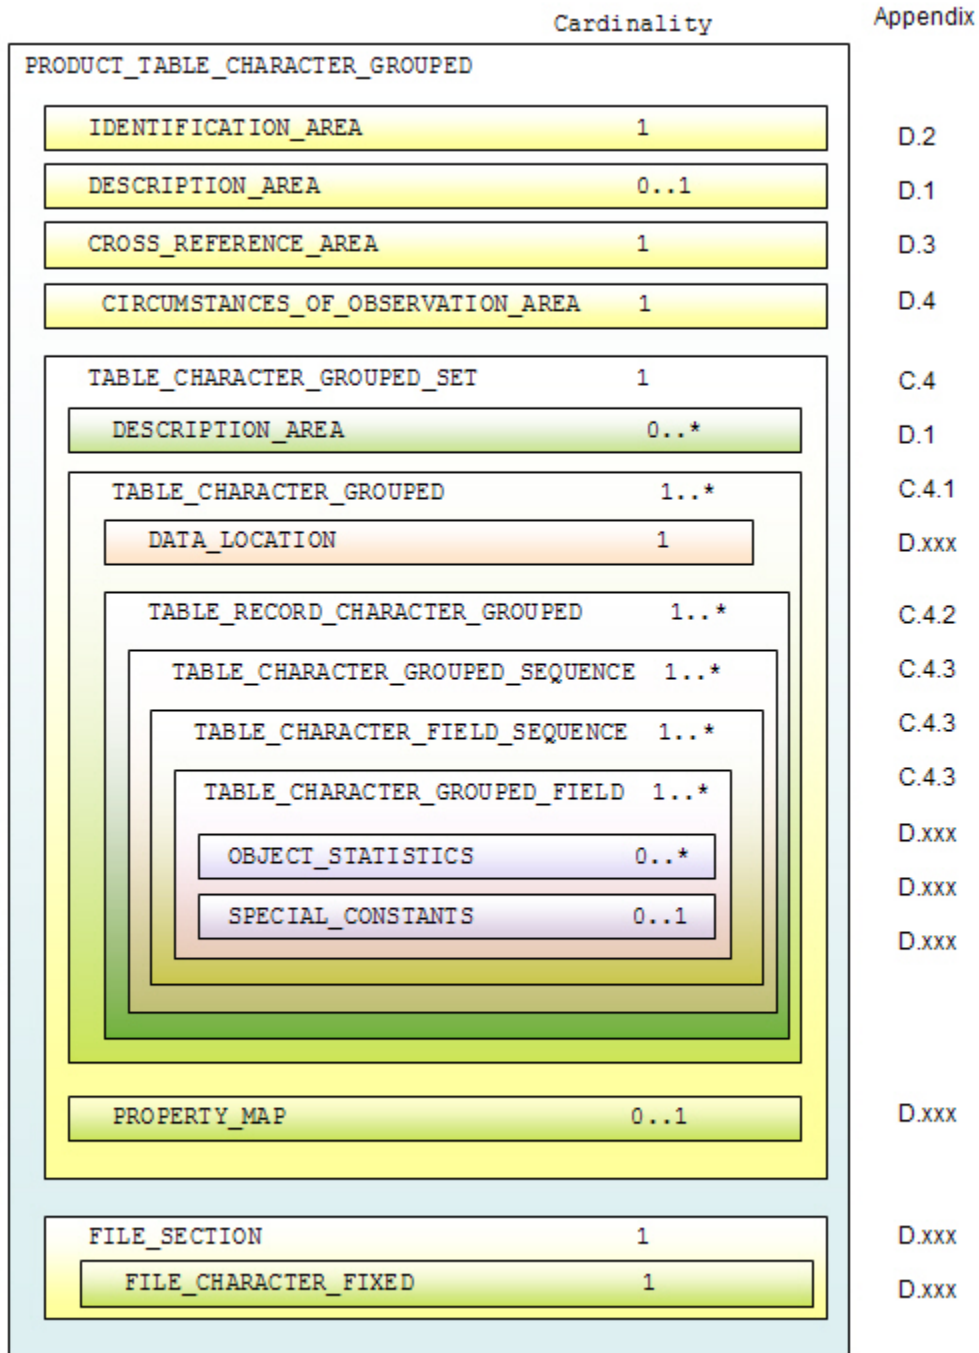 Cardinality Appendix
PRODUCT_TABLE_CHARACTER_GROUPED
IDENTIFICATION_AREA 1 D.2
DESCRIPTION_AREA 0..1 D.1
CROSS_REFERENCE_AREA 1 D.3
CIRCUMSTANCES_OF_OBSERVATION_AREA 1 D.4
TABLE_CHARACTER_GROUPED_SET 1 C.4
DESCRIPTION_AREA 0..* D.1
TABLE_CHARACTER_GROUPED 1..* C.4.1
DATA_LOCATION 1 D.xxx
TABLE_RECORD_CHARACTER_GROUPED 1..* C.4.2
TABLE_CHARACTER_GROUPED_SEQUENCE 1..* C.4.3
TABLE_CHARACTER_FIELD_SEQUENCE 1..* C.4.3
TABLE_CHARACTER_GROUPED_FIELD 1..* C.4.3
D.xxx
OBJECT_STATISTICS 0..*
D.xxx
SPECIAL_CONSTANTS 0..1
D.xxx
PROPERTY_MAP 0..1 D.xxx
FILE_SECTION 1 D.xxx
FILE_CHARACTER_FIXED 1 D.xxx